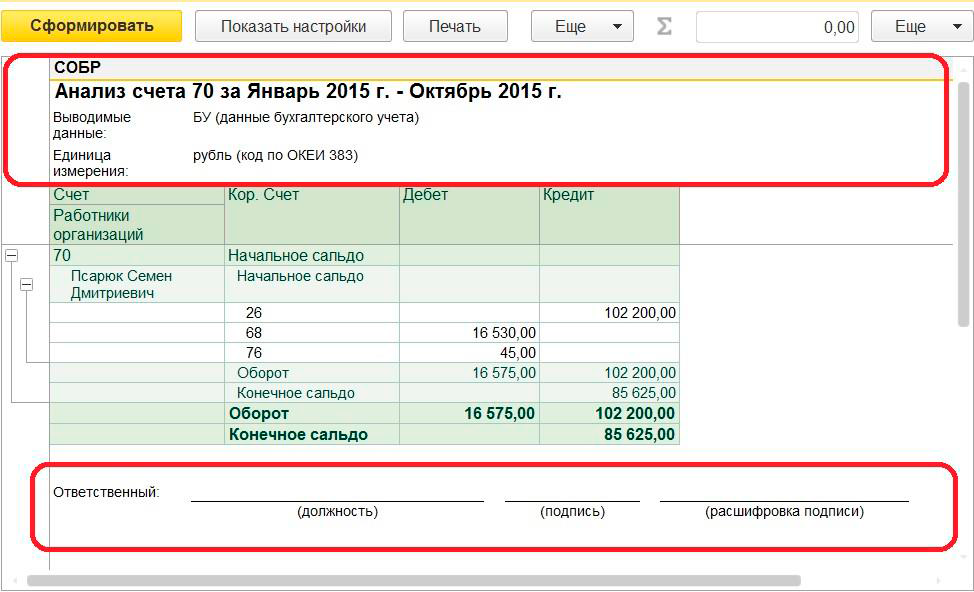 Сформировать Показать настройки Печать Еще Σ 0,00 Еще
СОБР
Анализ счета 70 за Январь 2015 г. - Октябрь 2015 г.
Выводимые БУ (данные бухгалтерского учета)
данные:
Единица рубль (код по ОКЕИ 383)
измерения:
Счет Кор. Счет Дебет Кредит
Работники
организаций
70 Начальное сальдо
Псарюк Семен Начальное сальдо
Дмитриевич
26 102 200,00
68 16 530,00
76 45,00
Оборот 16 575,00 102 200,00
Конечное сальдо 85 625,00
Оборот 16 575,00 102 200,00
Конечное сальдо 85 625,00
Ответственный:
(должность) (подпись) (расшифровка подписи)